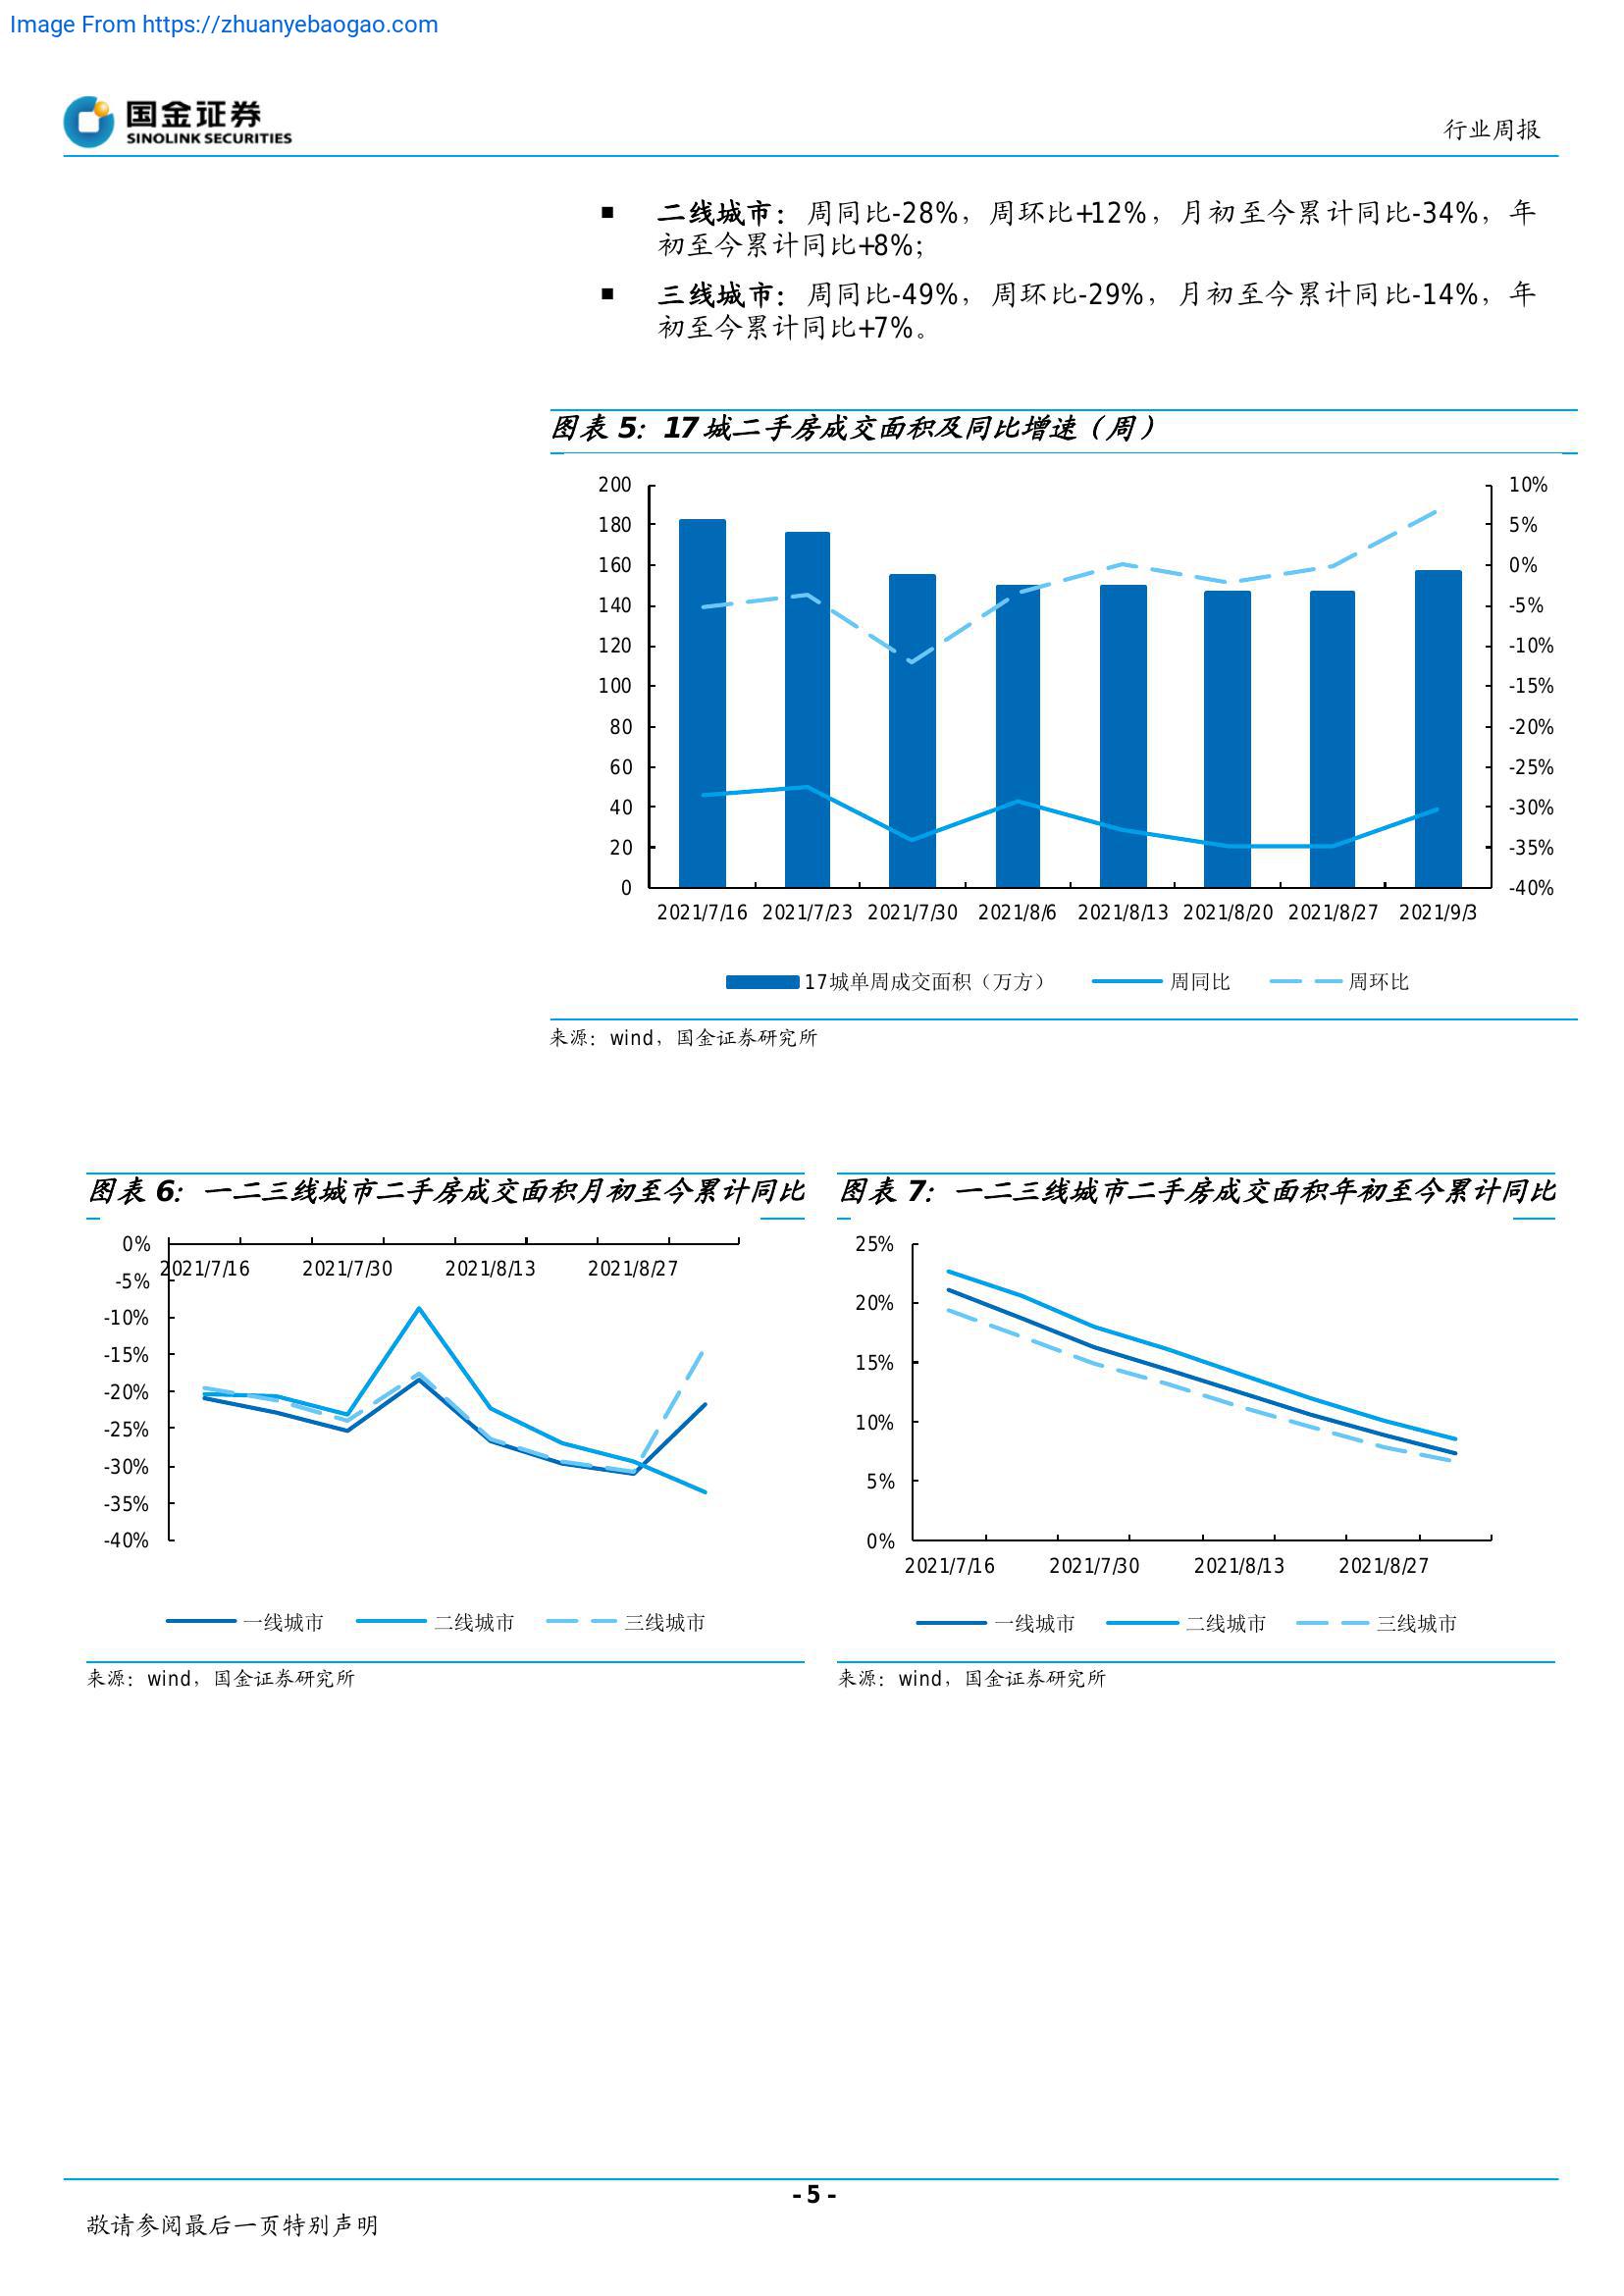 Image From https://zhuanyebaogao.com
国金证券
SINOLINK SECURITIES
行业周报
■ 二线城市：周同比-28%，周环比+12%，月初至今累计同比-34%，年
初至今累计同比+8%；
■ 三线城市：周同比-49%，周环比-29%，月初至今累计同比-14%，年
初至今累计同比+7%。
图表 5：17 城二手房成交面积及同比增速（周）
200 10%
180 5%
160 0%
140 -5%
120 -10%
100 -15%
80 -20%
60 -25%
40 -30%
20 -35%
0 -40%
2021/7/16 2021/7/23 2021/7/30 2021/8/6 2021/8/13 2021/8/20 2021/8/27 2021/9/3
17城单周成交面积（万方） 周同比 周环比
来源：wind，国金证券研究所
图表 6：一二三线城市二手房成交面积月初至今累计同比
0%
2021/7/16 2021/7/30 2021/8/13 2021/8/27
-5%
-10%
-15%
-20%
-25%
-30%
-35%
-40%
一线城市 二线城市 三线城市
来源：wind，国金证券研究所
图表 7：一二三线城市二手房成交面积年初至今累计同比
25%
20%
15%
10%
5%
0%
2021/7/16 2021/7/30 2021/8/13 2021/8/27
一线城市 二线城市 三线城市
来源：wind，国金证券研究所
- 5 -
敬请参阅最后一页特别声明